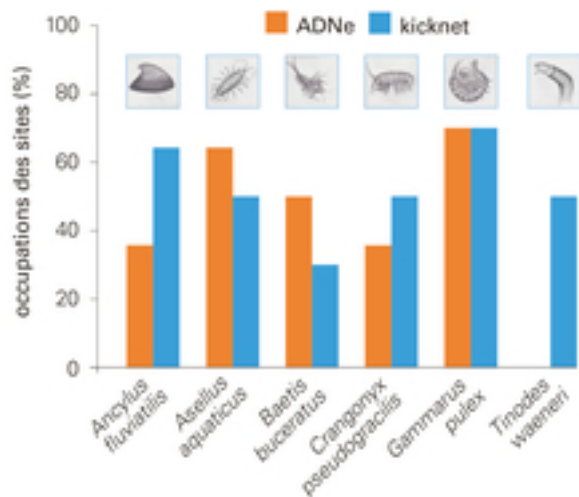 ADNe kicknet
occupations des sites (%)
100
80
60
40
20
0
Ancylus
fluviatilis
Asellus
aquaticus
Baetis
buceratus
Crangonyx
pseudogracilis
Gammarus
pulex
Tinodes
waeneri